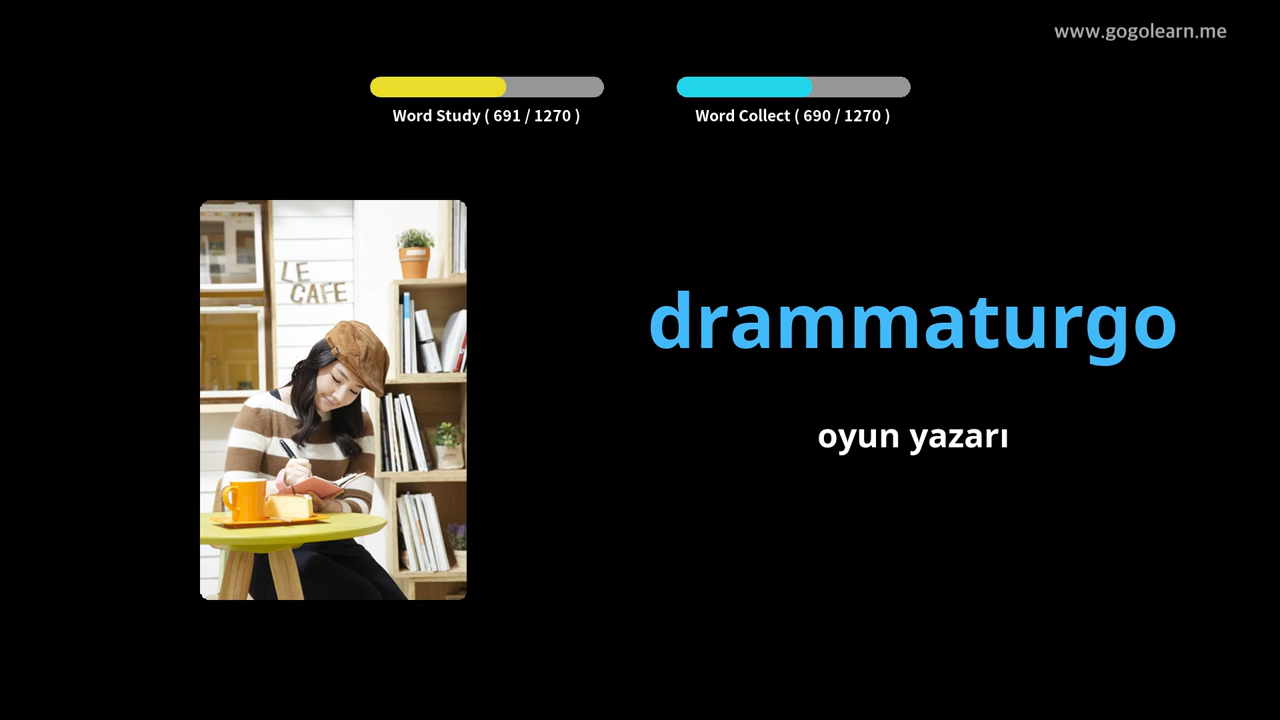 www.gogolearn.me
Word Study ( 691 / 1270 )
Word Collect ( 690 / 1270 )
LE
CAFE
drammaturgo
oyun yazarı